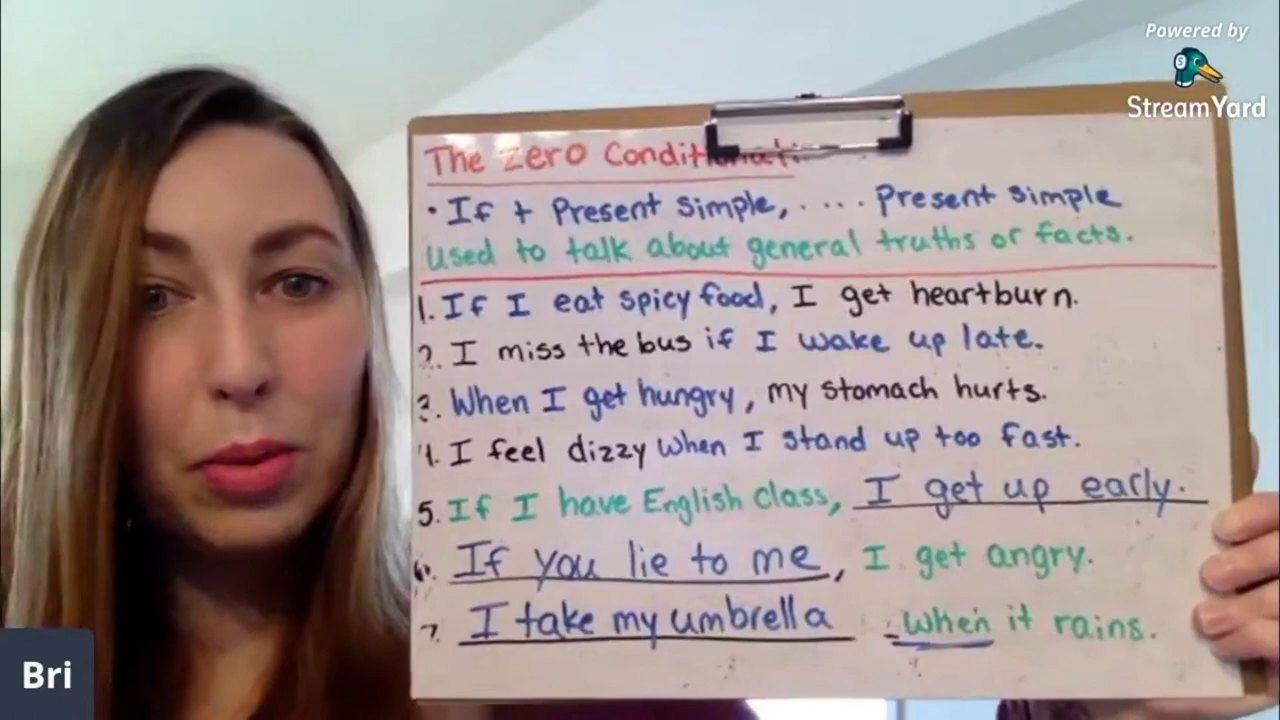 Powered by
StreamYard
The Zero Conditional:
• If + Present Simple, ..... Present Simple
Used to talk about general truths or facts.
1. If I eat spicy food, I get heartburn.
2. I miss the bus if I wake up late.
3. When I get hungry, my stomach hurts.
4. I feel dizzy when I stand up too fast.
5. If I have English class, I get up early.
6. If you lie to me, I get angry.
7. I take my umbrella when it rains.
Bri